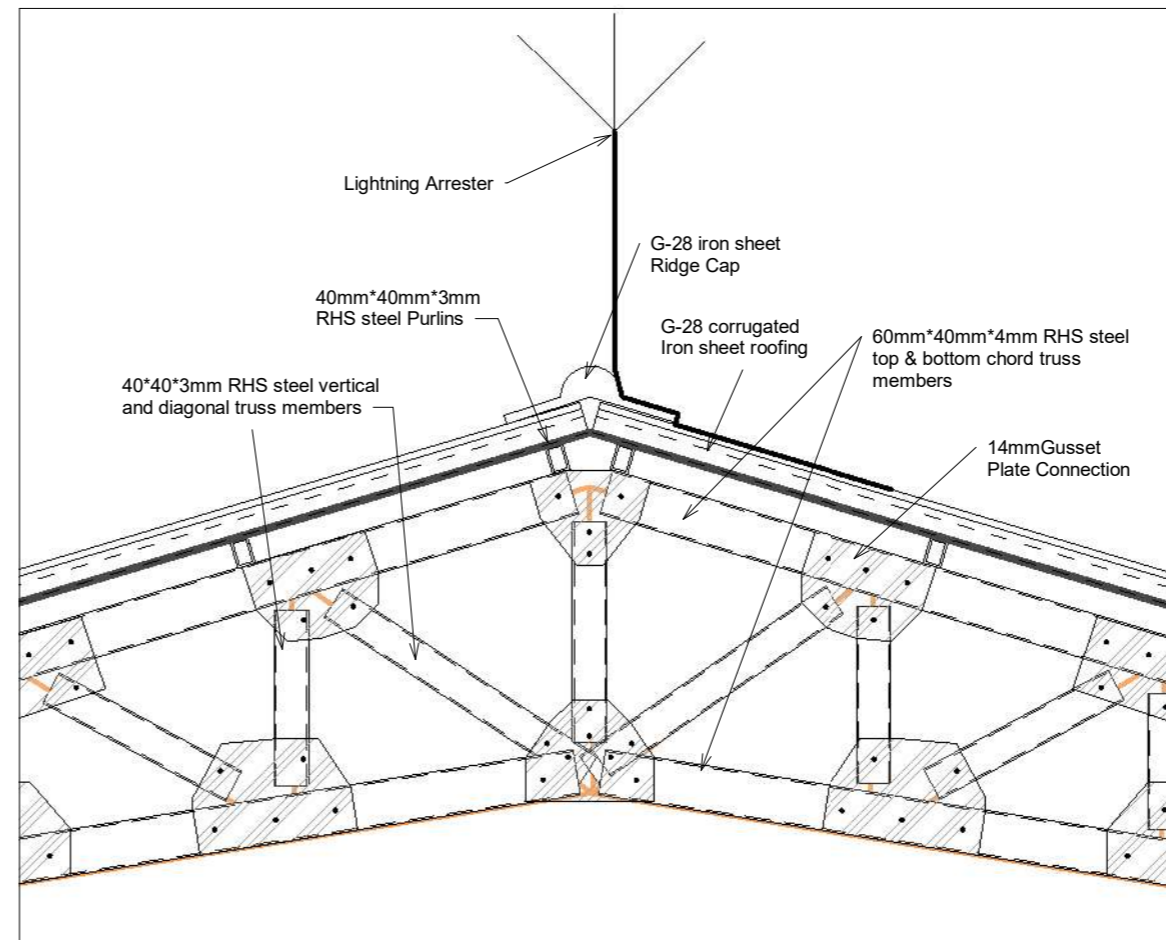 Lightning Arrester
G-28 iron sheet
Ridge Cap
40mm*40mm*3mm
RHS steel Purlins
G-28 corrugated
Iron sheet roofing
60mm*40mm*4mm RHS steel
top & bottom chord truss
members
40*40*3mm RHS steel vertical
and diagonal truss members
14mmGusset
Plate Connection